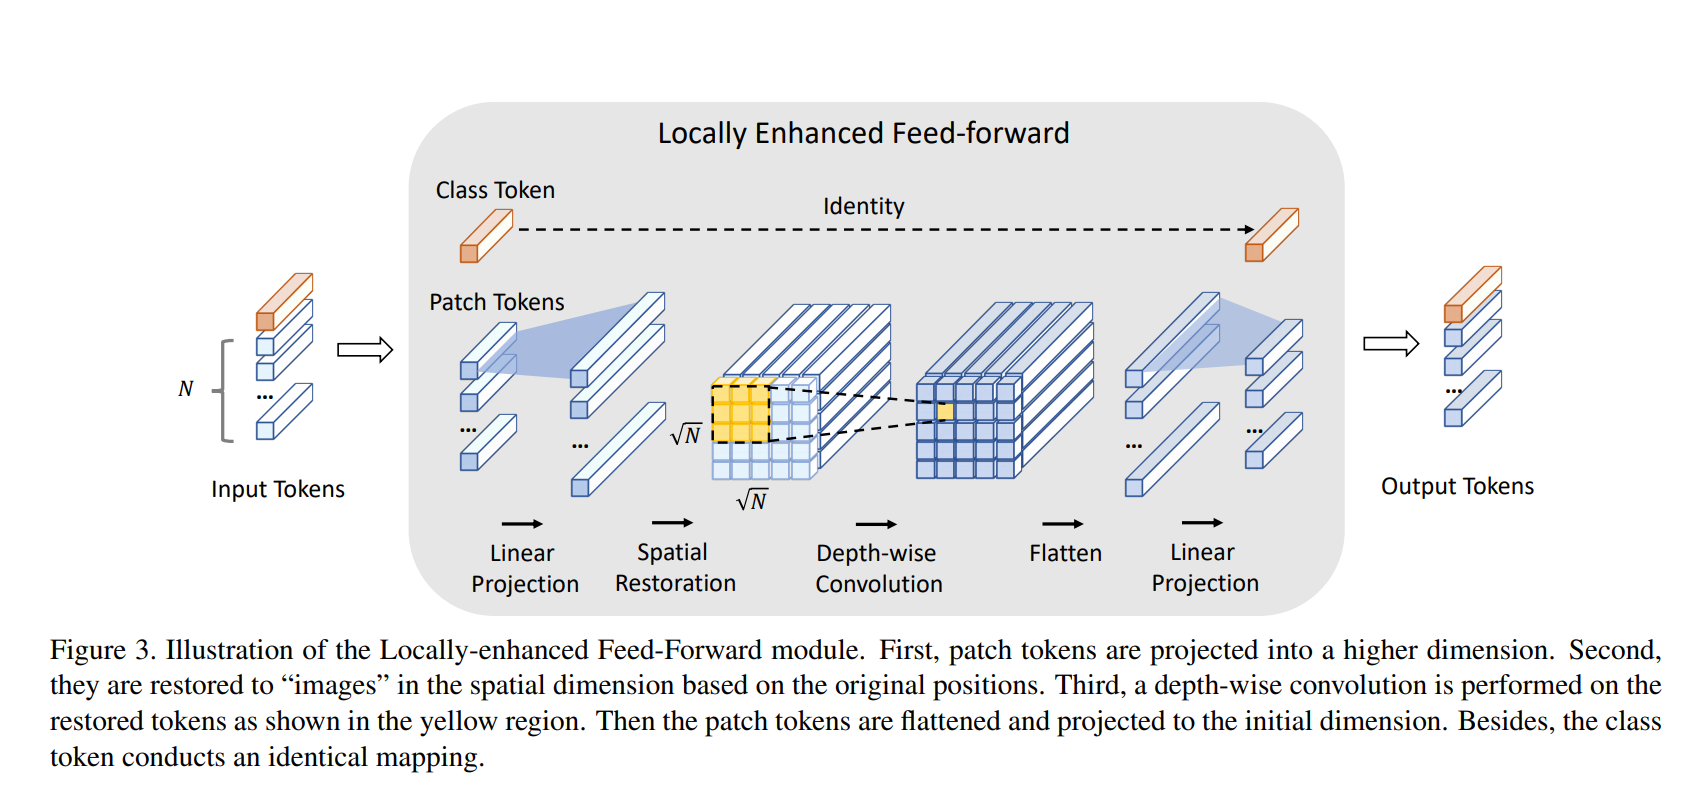 Locally Enhanced Feed-forward
Class Token
Identity
Patch Tokens
N
...
...
...
√N
√N
...
...
...
Input Tokens
Output Tokens
Linear Projection
Spatial Restoration
Depth-wise Convolution
Flatten
Linear Projection
Figure 3. Illustration of the Locally-enhanced Feed-Forward module. First, patch tokens are projected into a higher dimension. Second,
they are restored to “images” in the spatial dimension based on the original positions. Third, a depth-wise convolution is performed on the
restored tokens as shown in the yellow region. Then the patch tokens are flattened and projected to the initial dimension. Besides, the class
token conducts an identical mapping.